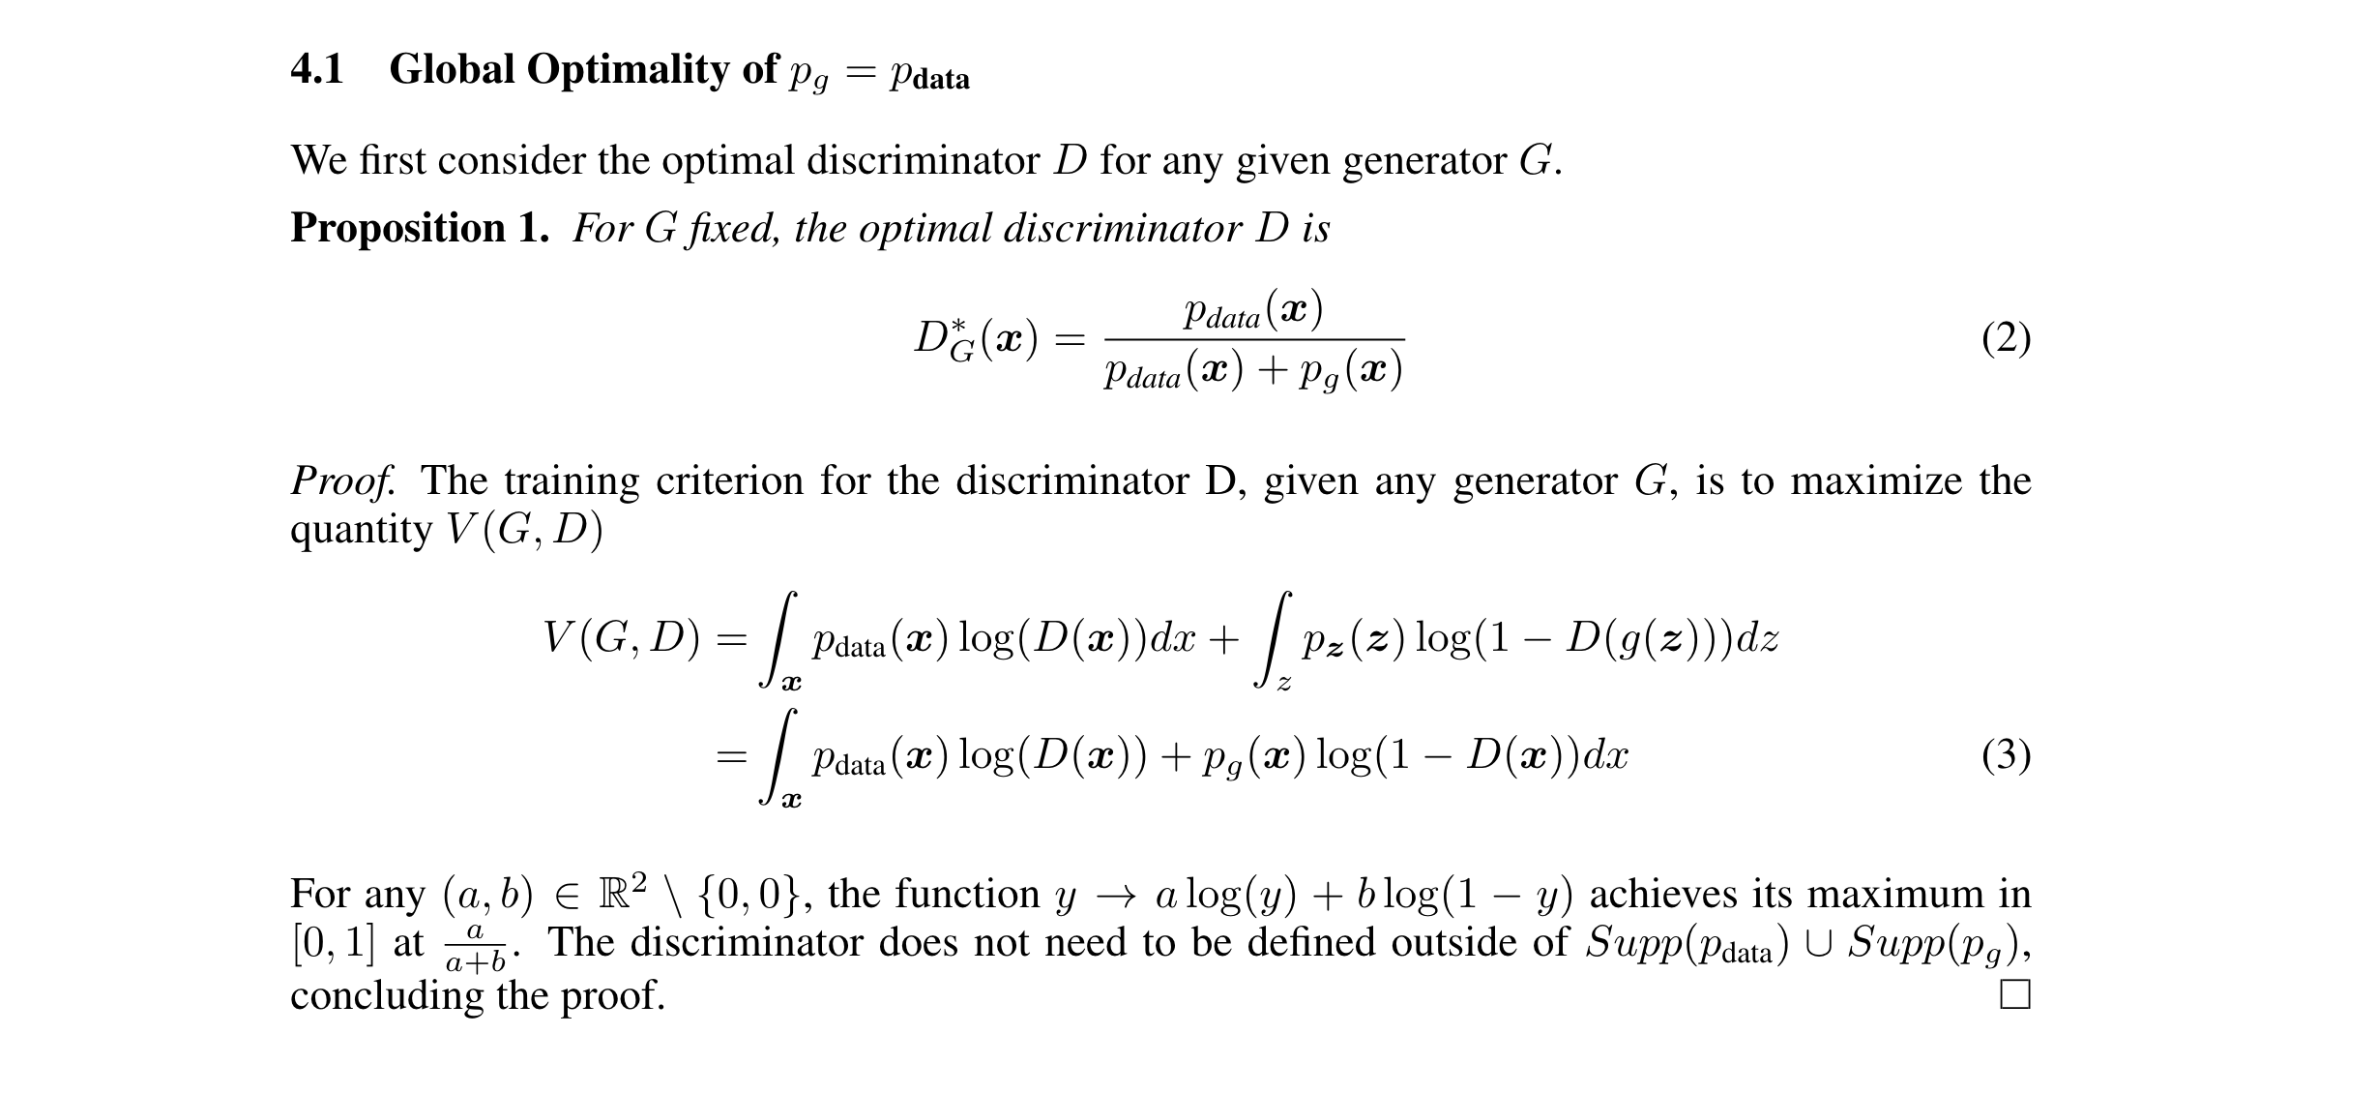 4.1 Global Optimality of $p_g = p_{\textbf{data}}$
We first consider the optimal discriminator $D$ for any given generator $G$.
Proposition 1. For $G$ fixed, the optimal discriminator $D$ is
$D^*_G(\boldsymbol{x}) = \frac{p_{data}(\boldsymbol{x})}{p_{data}(\boldsymbol{x}) + p_g(\boldsymbol{x})}$ (2)
Proof. The training criterion for the discriminator D, given any generator $G$, is to maximize the
quantity $V(G, D)$
$V(G, D) = \int_{\boldsymbol{x}} p_{\text{data}}(\boldsymbol{x}) \log(D(\boldsymbol{x}))dx + \int_z p_{\boldsymbol{z}}(\boldsymbol{z}) \log(1 - D(g(\boldsymbol{z})))dz$
$= \int_{\boldsymbol{x}} p_{\text{data}}(\boldsymbol{x}) \log(D(\boldsymbol{x})) + p_g(\boldsymbol{x}) \log(1 - D(\boldsymbol{x}))dx$ (3)
For any $(a, b) \in \mathbb{R}^2 \setminus \{0, 0\}$, the function $y \to a \log(y) + b \log(1 - y)$ achieves its maximum in
$[0, 1]$ at $\frac{a}{a+b}$. The discriminator does not need to be defined outside of $Supp(p_{\text{data}}) \cup Supp(p_g)$,
concluding the proof. □